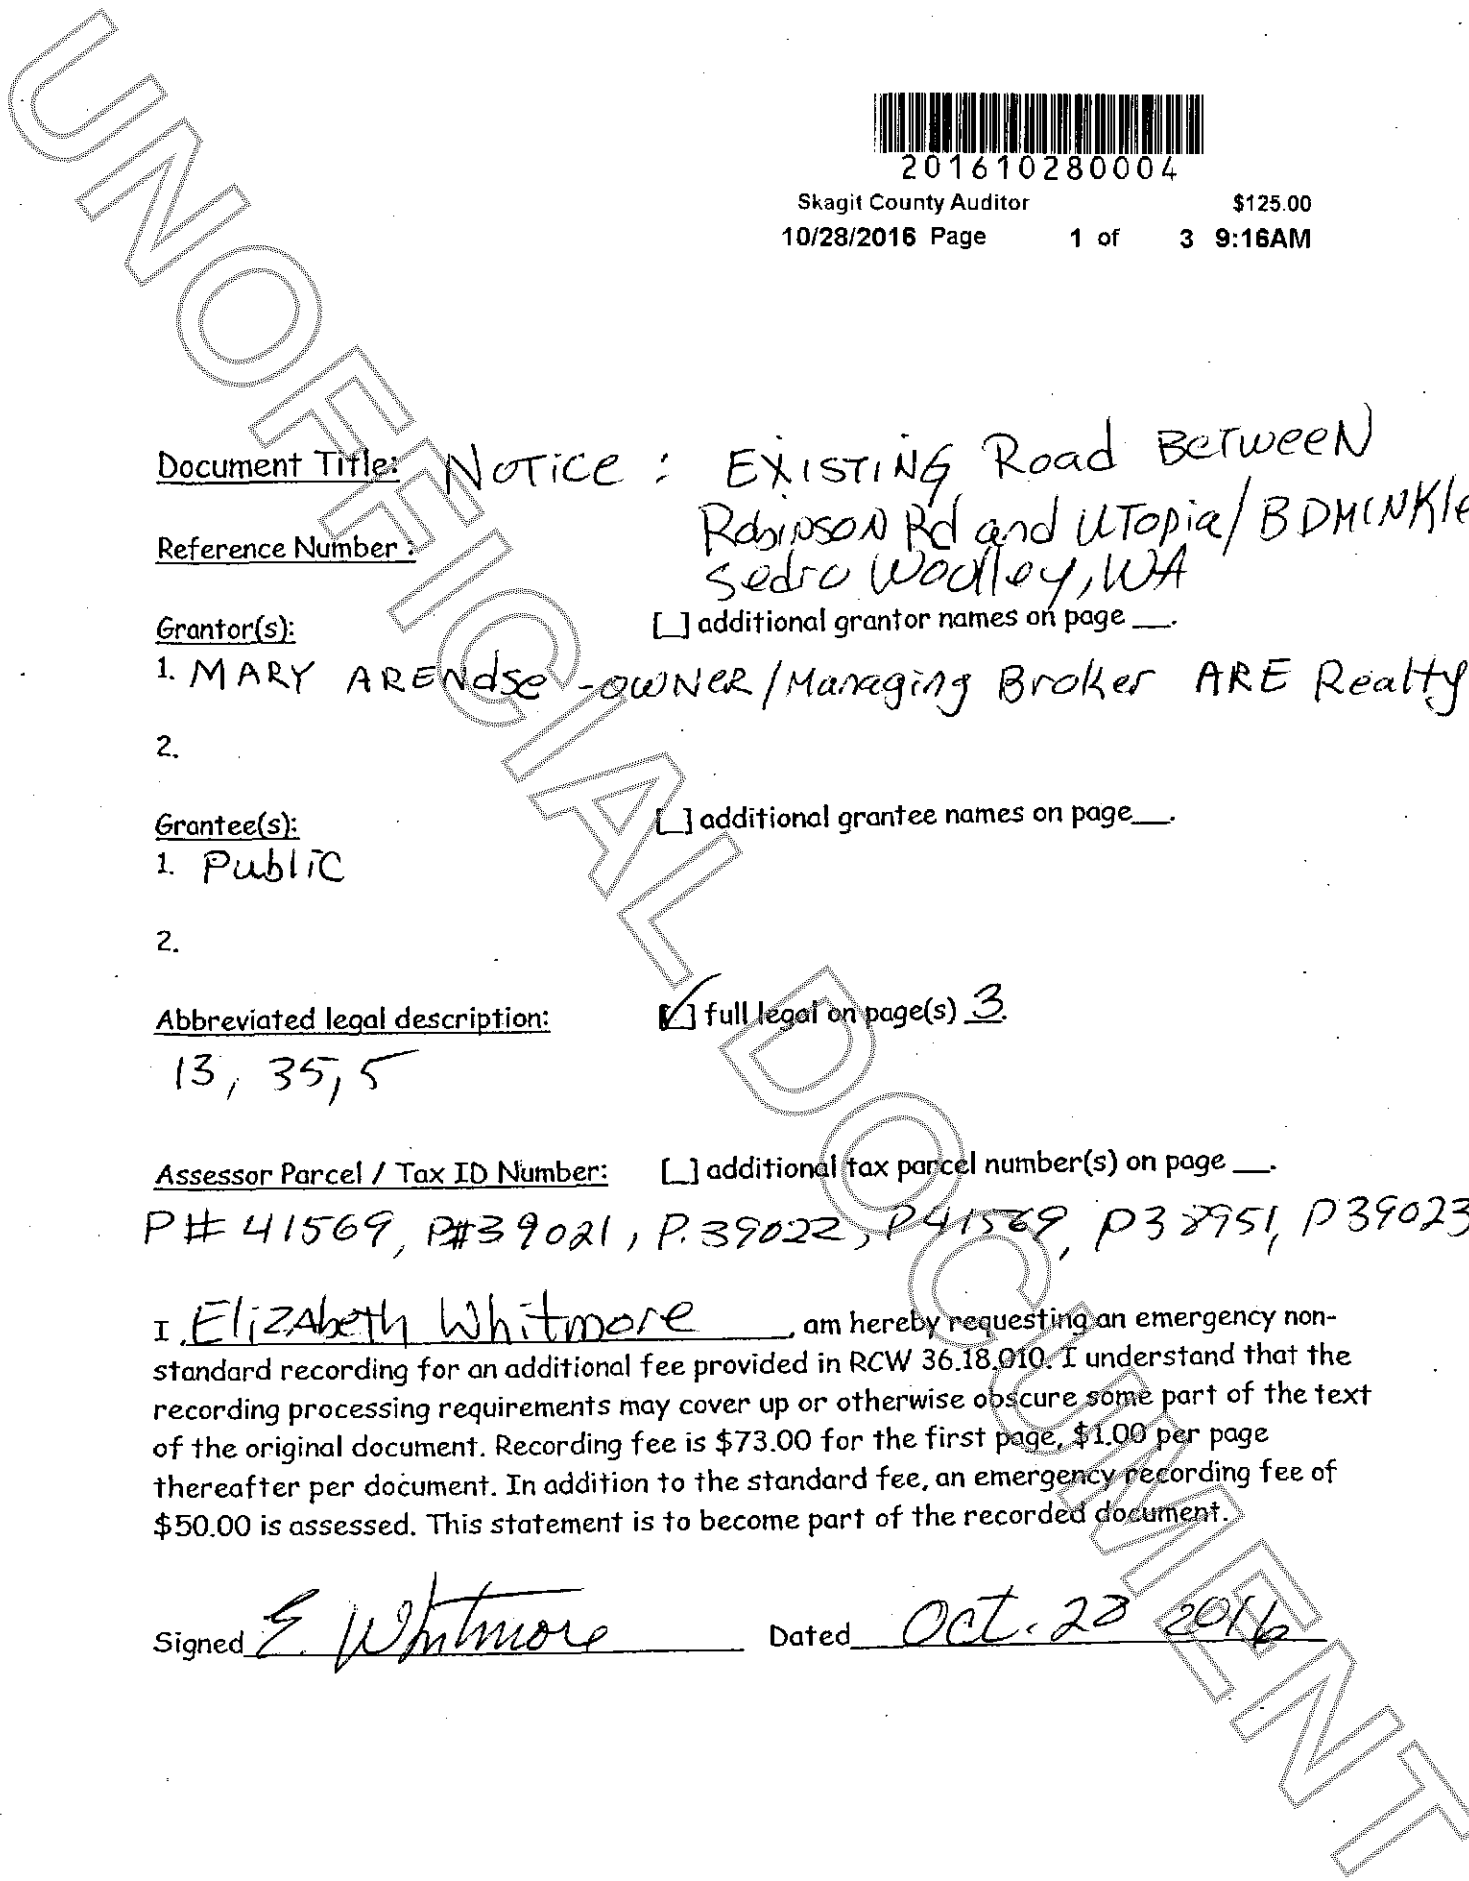 201610280004
Skagit County Auditor $125.00
10/28/2016 Page 1 of 3 9:16AM
Document Title: NOTICE : EXISTING Road BETWEEN
Robinson Rd and UTopia/BDMINKle
Reference Number :
Sedro Woolley, WA
Grantor(s): [_] additional grantor names on page __.
1. MARY ARENdse -OWNER/Managing Broker ARE Realty
2.
Grantee(s): [_] additional grantee names on page__.
1. Public
2.
Abbreviated legal description: [✓] full legal on page(s) 3.
13, 35, 5
Assessor Parcel / Tax ID Number: [_] additional tax parcel number(s) on page __.
P# 41569, P#39021, P.39022, P41569, P38951, P39023
I, Elizabeth Whitmore, am hereby requesting an emergency non-
standard recording for an additional fee provided in RCW 36.18.010. I understand that the
recording processing requirements may cover up or otherwise obscure some part of the text
of the original document. Recording fee is $73.00 for the first page, $1.00 per page
thereafter per document. In addition to the standard fee, an emergency recording fee of
$50.00 is assessed. This statement is to become part of the recorded document.
Signed E. Whitmore Dated Oct. 28 2016
UNOFFICIAL DOCUMENT